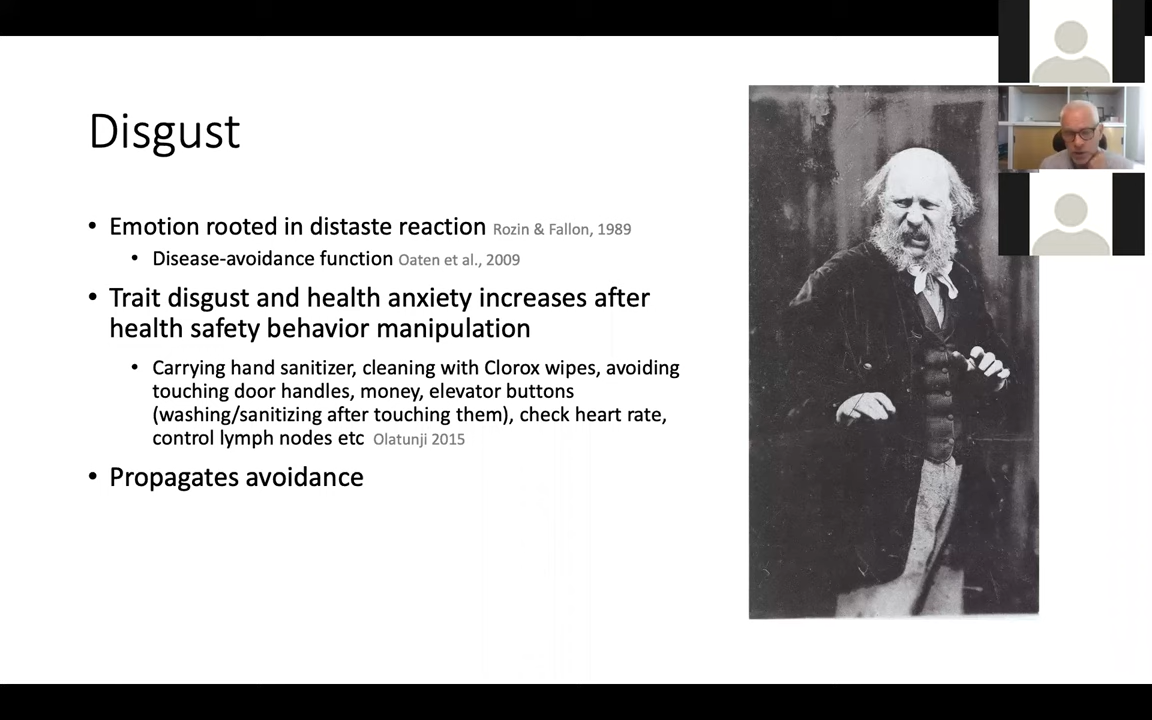 Disgust
• Emotion rooted in distaste reaction Rozin & Fallon, 1989
• Disease-avoidance function Oaten et al., 2009
• Trait disgust and health anxiety increases after
health safety behavior manipulation
• Carrying hand sanitizer, cleaning with Clorox wipes, avoiding
touching door handles, money, elevator buttons
(washing/sanitizing after touching them), check heart rate,
control lymph nodes etc Olatunji 2015
• Propagates avoidance